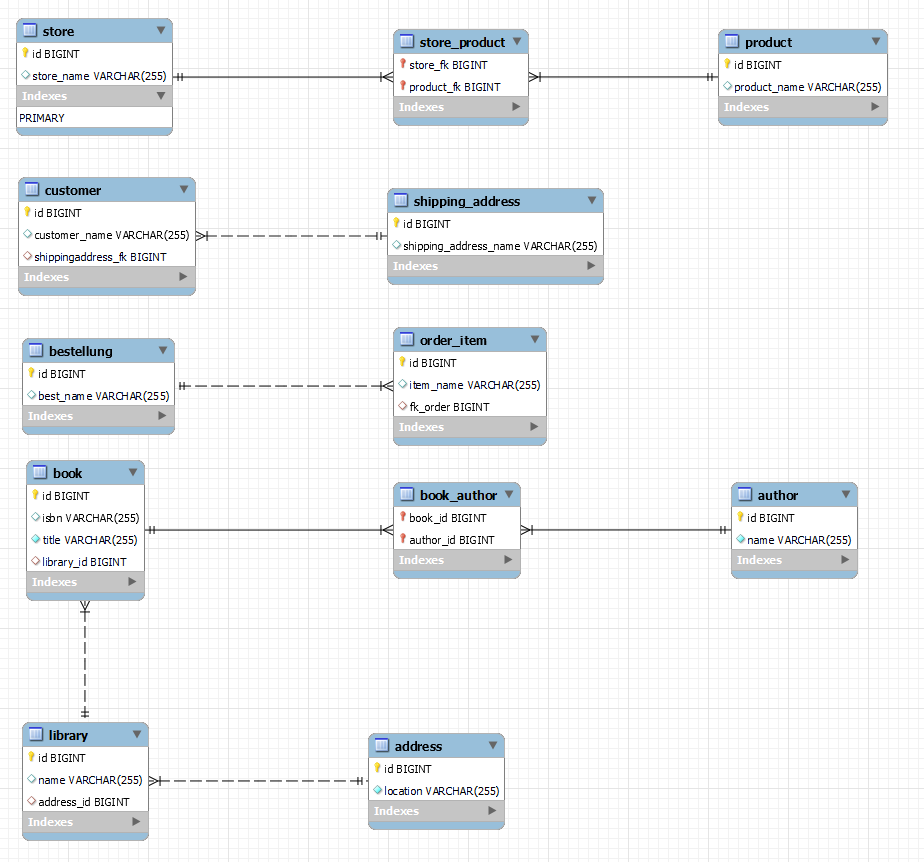 store
id BIGINT
store_name VARCHAR(255)
Indexes
PRIMARY
store_product
store_fk BIGINT
product_fk BIGINT
Indexes
product
id BIGINT
product_name VARCHAR(255)
Indexes
customer
id BIGINT
customer_name VARCHAR(255)
shippingaddress_fk BIGINT
Indexes
shipping_address
id BIGINT
shipping_address_name VARCHAR(255)
Indexes
bestellung
id BIGINT
best_name VARCHAR(255)
Indexes
order_item
id BIGINT
item_name VARCHAR(255)
fk_order BIGINT
Indexes
book
id BIGINT
isbn VARCHAR(255)
title VARCHAR(255)
library_id BIGINT
Indexes
book_author
book_id BIGINT
author_id BIGINT
Indexes
author
id BIGINT
name VARCHAR(255)
Indexes
library
id BIGINT
name VARCHAR(255)
address_id BIGINT
Indexes
address
id BIGINT
location VARCHAR(255)
Indexes